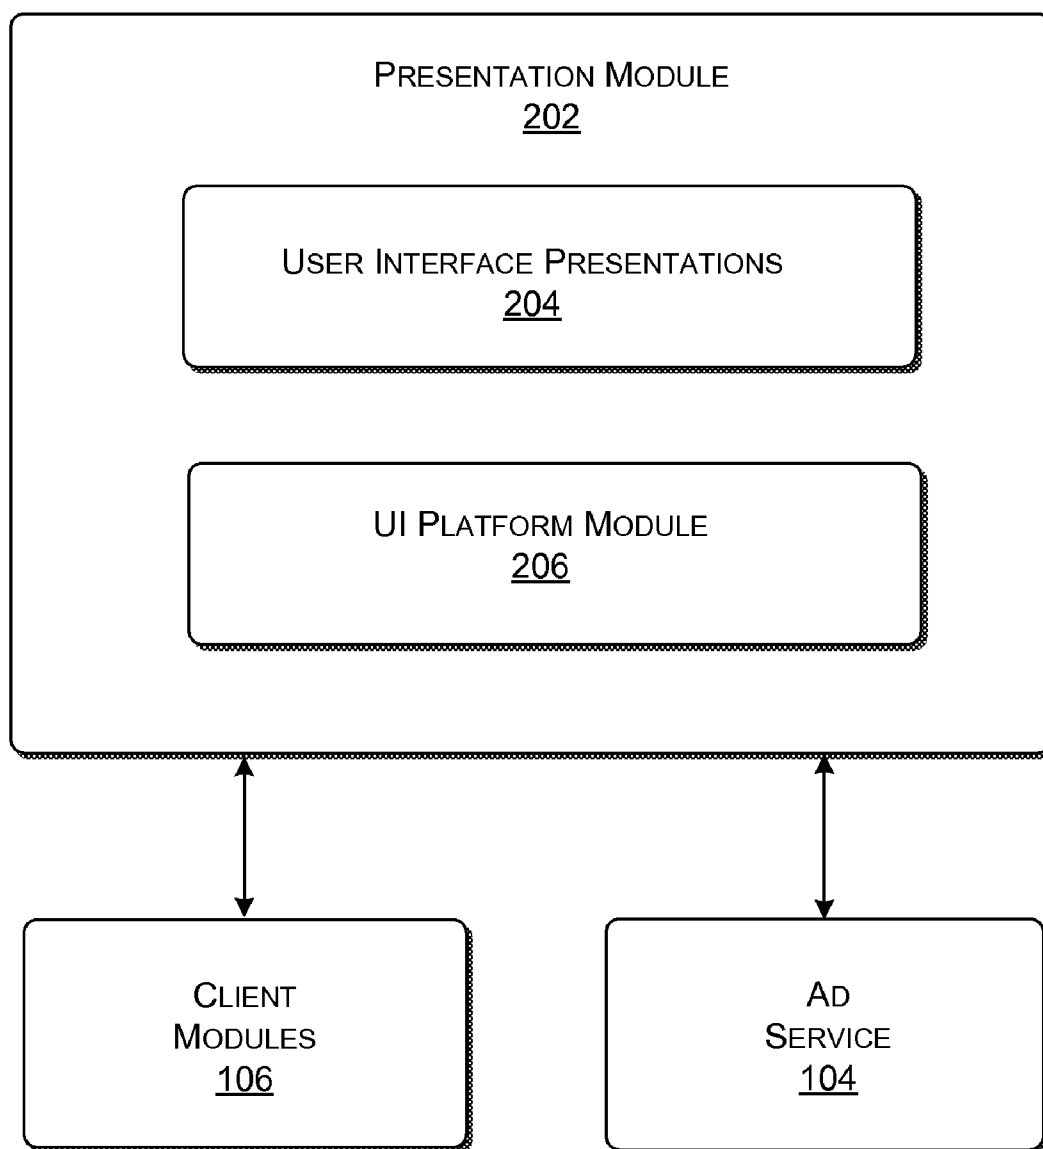 PRESENTATION MODULE
202
USER INTERFACE PRESENTATIONS
204
UI PLATFORM MODULE
206
CLIENT
MODULES
106
AD
SERVICE
104